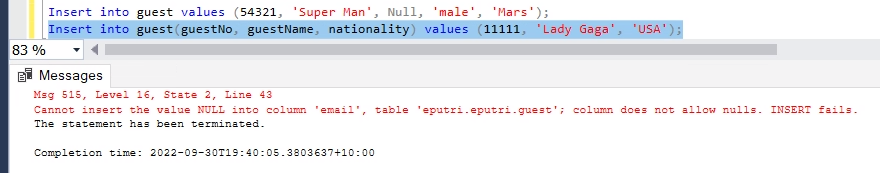 Insert into guest values (54321, 'Super Man', Null, 'male', 'Mars');
Insert into guest(guestNo, guestName, nationality) values (11111, 'Lady Gaga', 'USA');
83 %
Messages
Msg 515, Level 16, State 2, Line 43
Cannot insert the value NULL into column 'email', table 'eputri.eputri.guest'; column does not allow nulls. INSERT fails.
The statement has been terminated.
Completion time: 2022-09-30T19:40:05.3803637+10:00